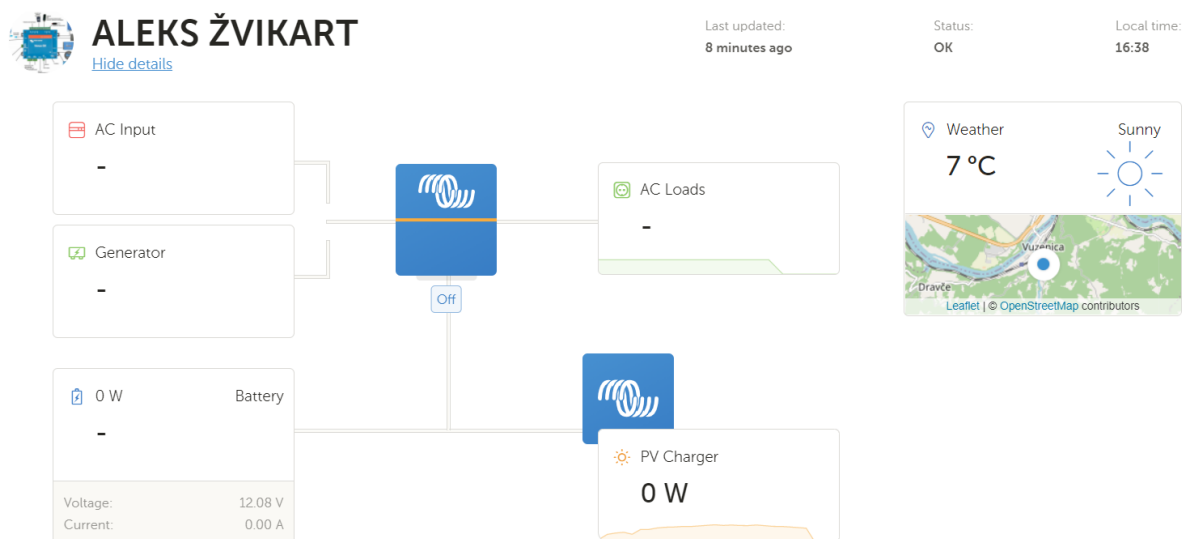 ALEKS ŽVIKART
Hide details
Last updated:
8 minutes ago
Status:
OK
Local time:
16:38
AC Input
-
Generator
-
Off
AC Loads
-
Weather
Sunny
7 °C
Vuzenica
Dravče
Leaflet | © OpenStreetMap contributors
0 W
Battery
-
Voltage:
12.08 V
Current:
0.00 A
PV Charger
0 W